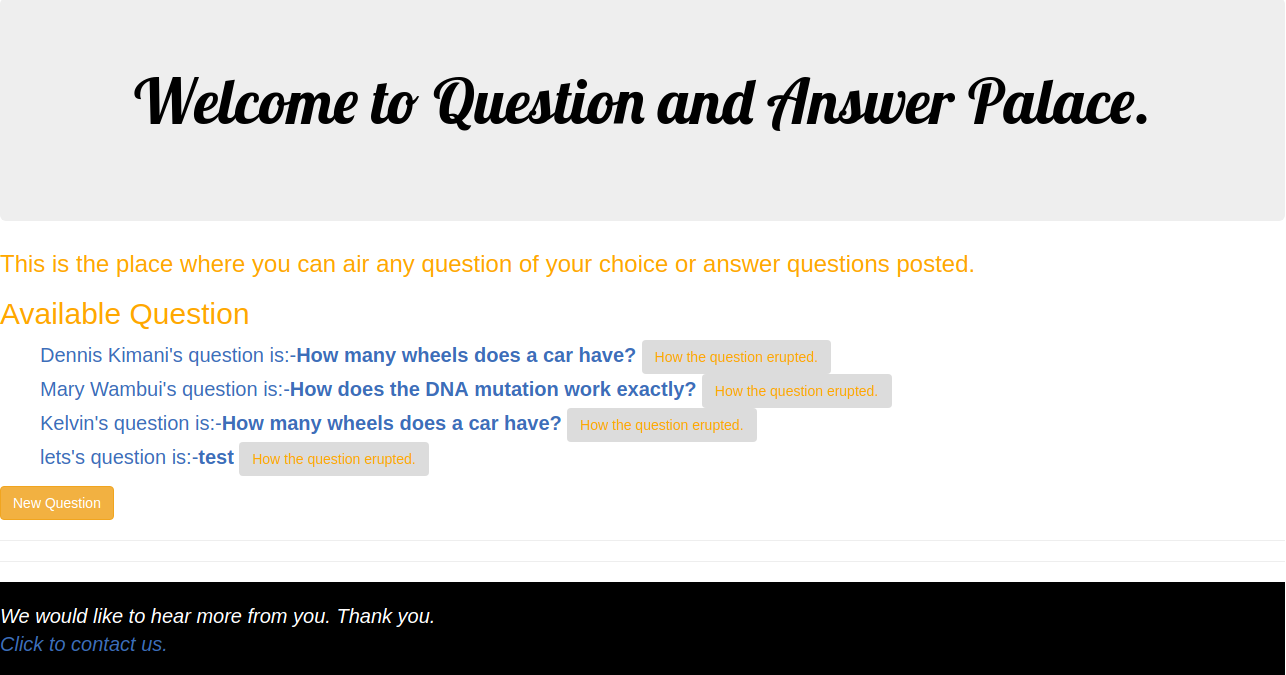 Welcome to Question and Answer Palace.
This is the place where you can air any question of your choice or answer questions posted.
Available Question
Dennis Kimani's question is:-How many wheels does a car have? How the question erupted.
Mary Wambui's question is:-How does the DNA mutation work exactly? How the question erupted.
Kelvin's question is:-How many wheels does a car have? How the question erupted.
lets's question is:-test How the question erupted.
New Question
We would like to hear more from you. Thank you.
Click to contact us.